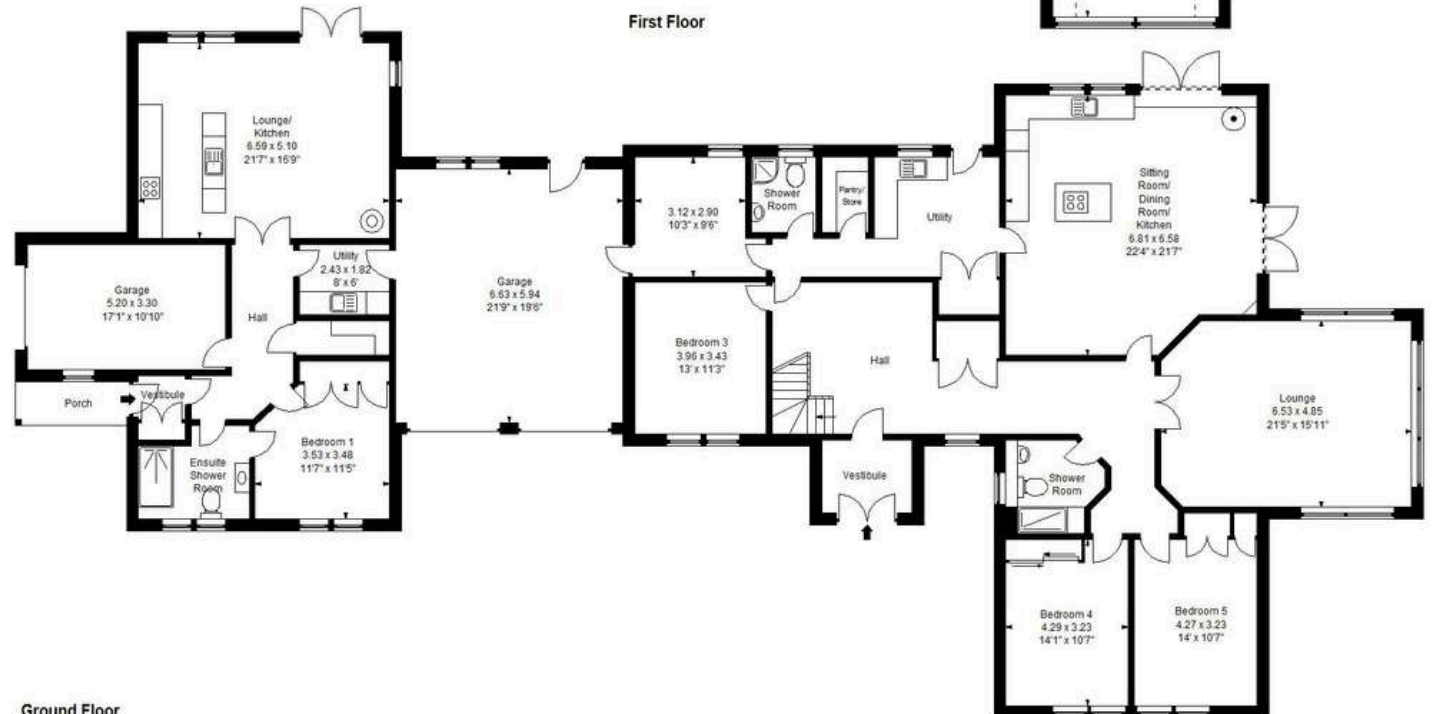 First Floor
Lounge/
Kitchen
6.59 x 5.10
21'7" x 16'9"
Garage
5.20 x 3.30
17'1" x 10'10"
Hall
Utility
2.43 x 1.82
8' x 6'
Porch
Vestibule
Ensuite
Shower
Room
Bedroom 1
3.53 x 3.48
11'7" x 11'5"
Garage
6.63 x 5.94
21'9" x 19'6"
3.12 x 2.90
10'3" x 9'6"
Shower
Room
Pantry/
Store
Utility
Sitting
Room/
Dining
Room/
Kitchen
6.81 x 6.58
22'4" x 21'7"
Bedroom 3
3.96 x 3.43
13' x 11'3"
Hall
Vestibule
Lounge
6.53 x 4.85
21'5" x 15'11"
Shower
Room
Bedroom 4
4.29 x 3.23
14'1" x 10'7"
Bedroom 5
4.27 x 3.23
14' x 10'7"
Ground Floor